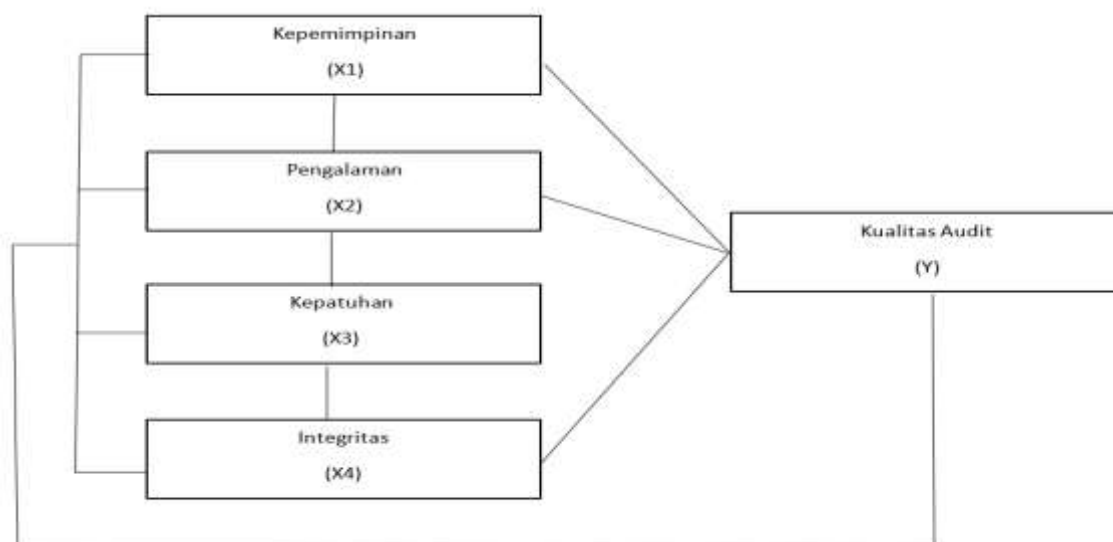 Kepemimpinan
(X1)
Pengalaman
(X2)
Kepatuhan
(X3)
Integritas
(X4)
Kualitas Audit
(Y)